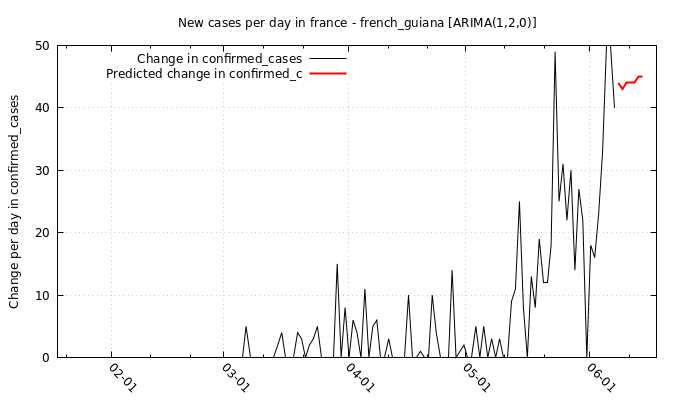 New cases per day in france - french_guiana [ARIMA(1,2,0)]
Change in confirmed_cases
Predicted change in confirmed_c
Change per day in confirmed_cases
50
40
30
20
10
0
02-01
03-01
04-01
05-01
06-01